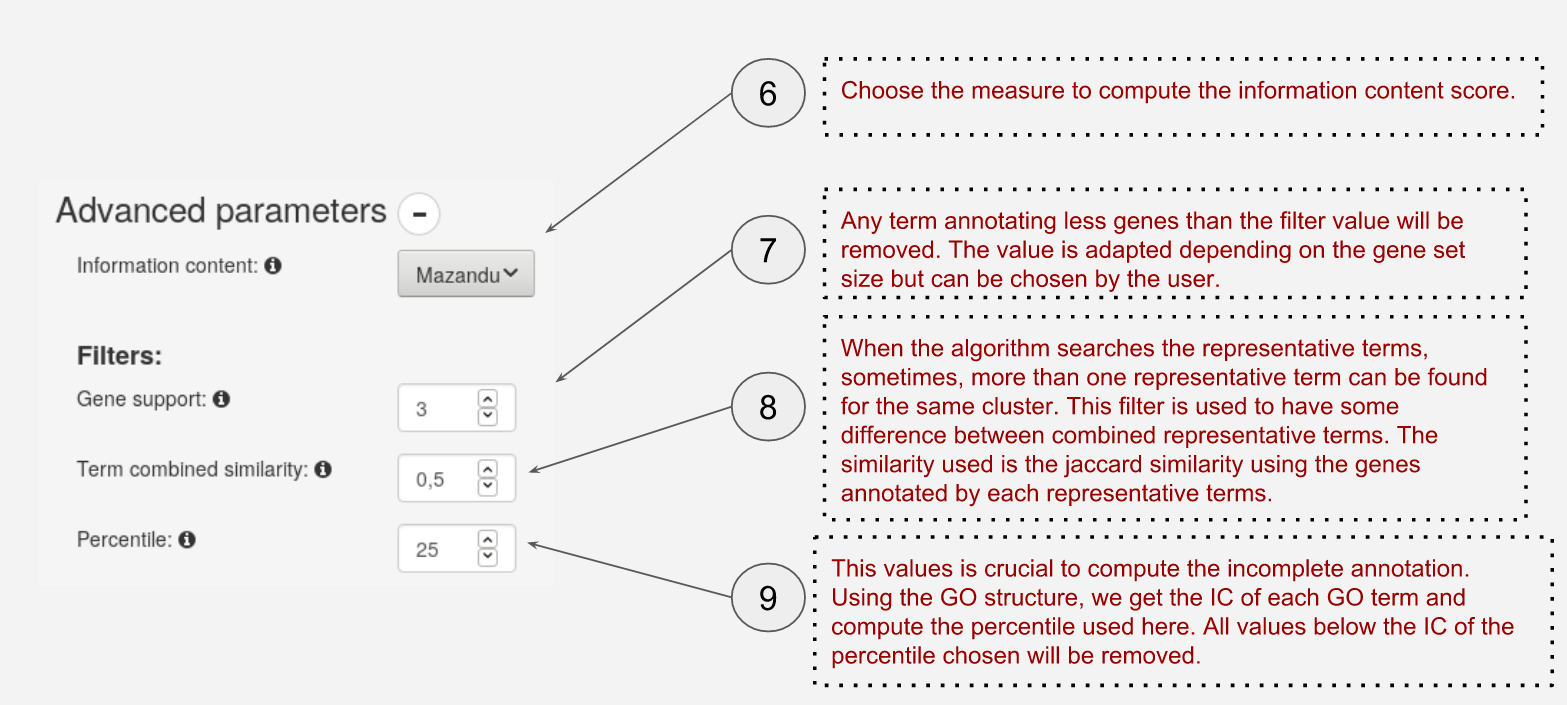 6
Choose the measure to compute the information content score.
Advanced parameters
Information content:
Mazandu
7
Any term annotating less genes than the filter value will be
removed. The value is adapted depending on the gene set
size but can be chosen by the user.
Filters:
Gene support:
3
8
When the algorithm searches the representative terms,
sometimes, more than one representative term can be found
for the same cluster. This filter is used to have some
difference between combined representative terms. The
similarity used is the jaccard similarity using the genes
annotated by each representative terms.
Term combined similarity:
0,5
Percentile:
25
9
This values is crucial to compute the incomplete annotation.
Using the GO structure, we get the IC of each GO term and
compute the percentile used here. All values below the IC of the
percentile chosen will be removed.